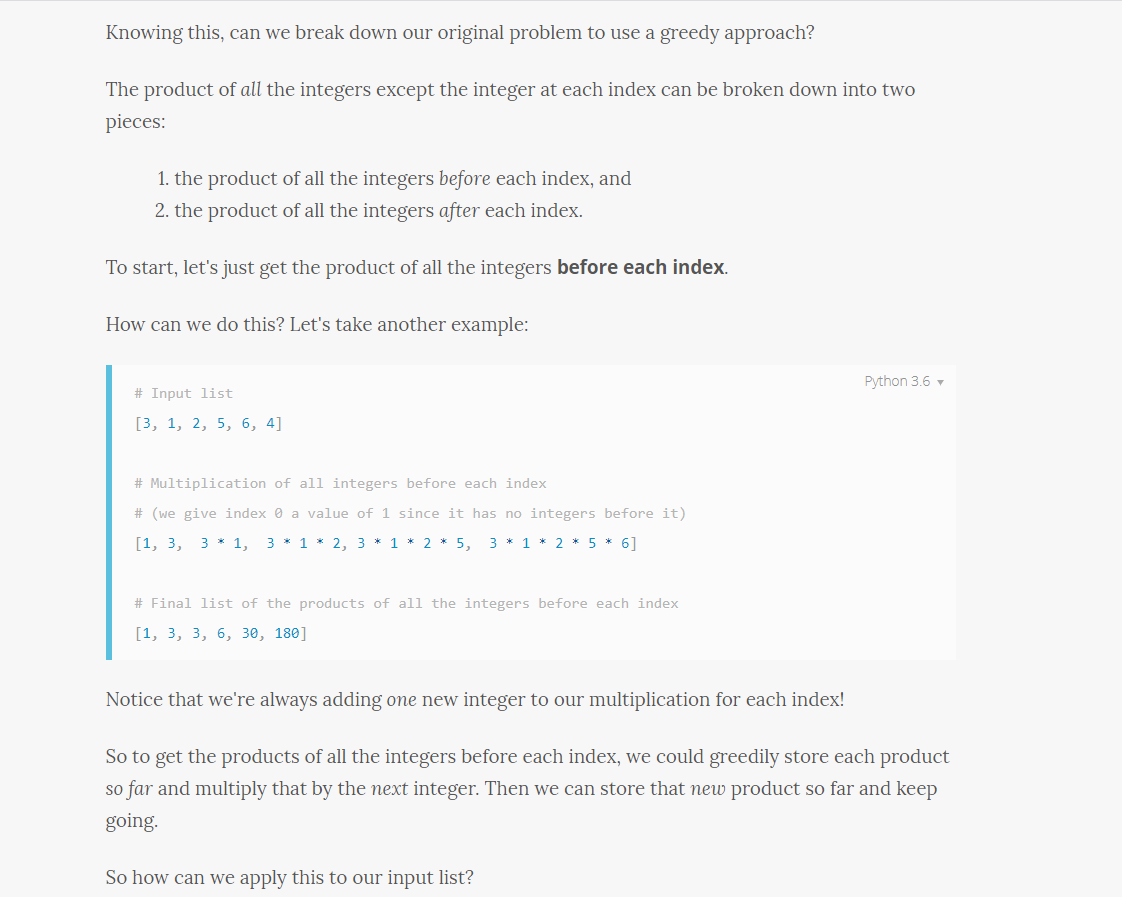 Knowing this, can we break down our original problem to use a greedy approach?
The product of all the integers except the integer at each index can be broken down into two
pieces:
1. the product of all the integers before each index, and
2. the product of all the integers after each index.
To start, let's just get the product of all the integers before each index.
How can we do this? Let's take another example:
Python 3.6 ▾
# Input list
[3, 1, 2, 5, 6, 4]
# Multiplication of all integers before each index
# (we give index 0 a value of 1 since it has no integers before it)
[1, 3,  3 * 1,  3 * 1 * 2, 3 * 1 * 2 * 5,  3 * 1 * 2 * 5 * 6]
# Final list of the products of all the integers before each index
[1, 3, 3, 6, 30, 180]
Notice that we're always adding one new integer to our multiplication for each index!
So to get the products of all the integers before each index, we could greedily store each product
so far and multiply that by the next integer. Then we can store that new product so far and keep
going.
So how can we apply this to our input list?